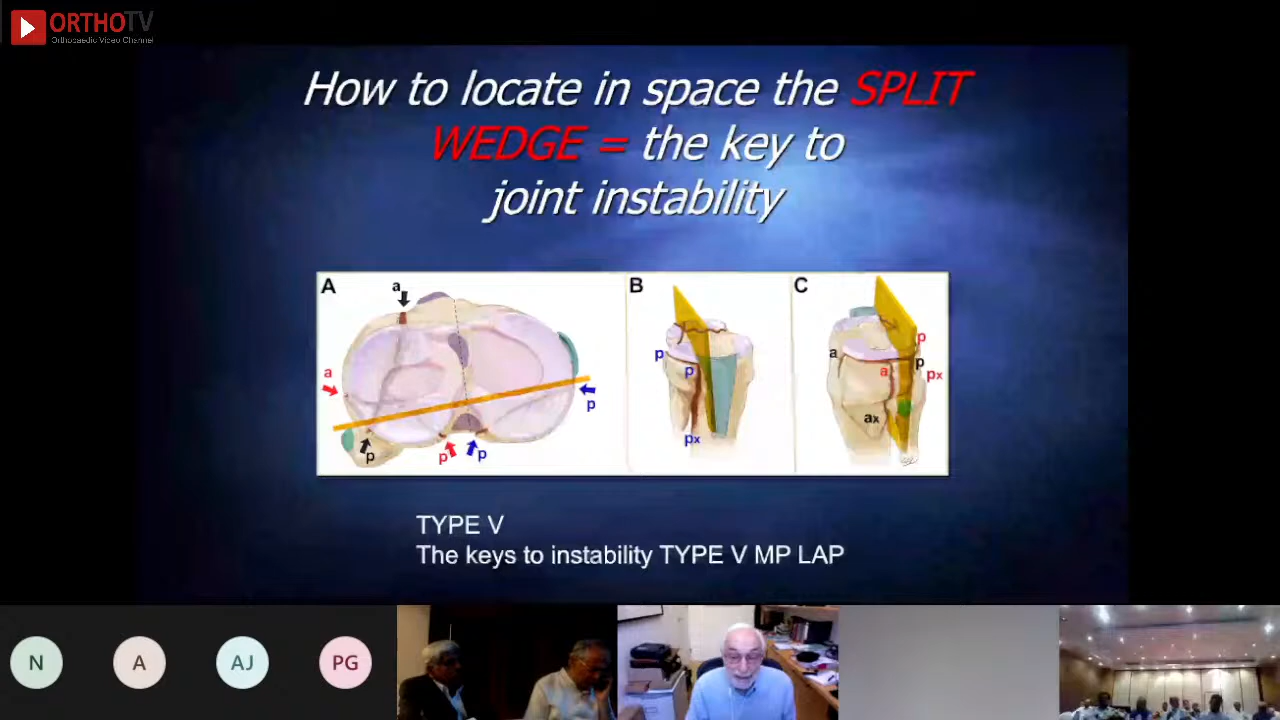 ORTHOTV
Orthopaedic Video Channel
How to locate in space the SPLIT
WEDGE = the key to
joint instability
A
a
a
p
p
p
p
B
p
p
px
C
p
a
p
a
px
ax
TYPE V
The keys to instability TYPE V MP LAP
N
A
AJ
PG